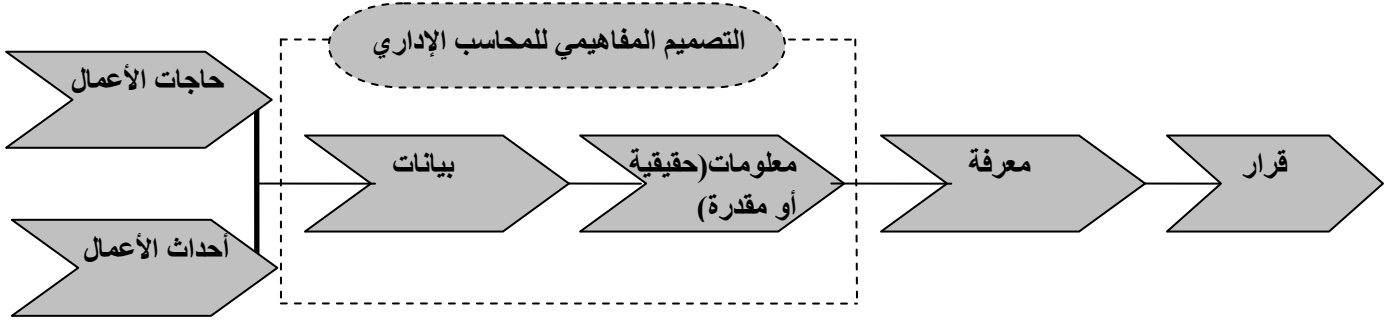 التصميم المفاهيمي للمحاسب الإداري
حاجات الأعمال
بيانات
معلومات(حقيقية
أو مقدرة)
معرفة
قرار
أحداث الأعمال